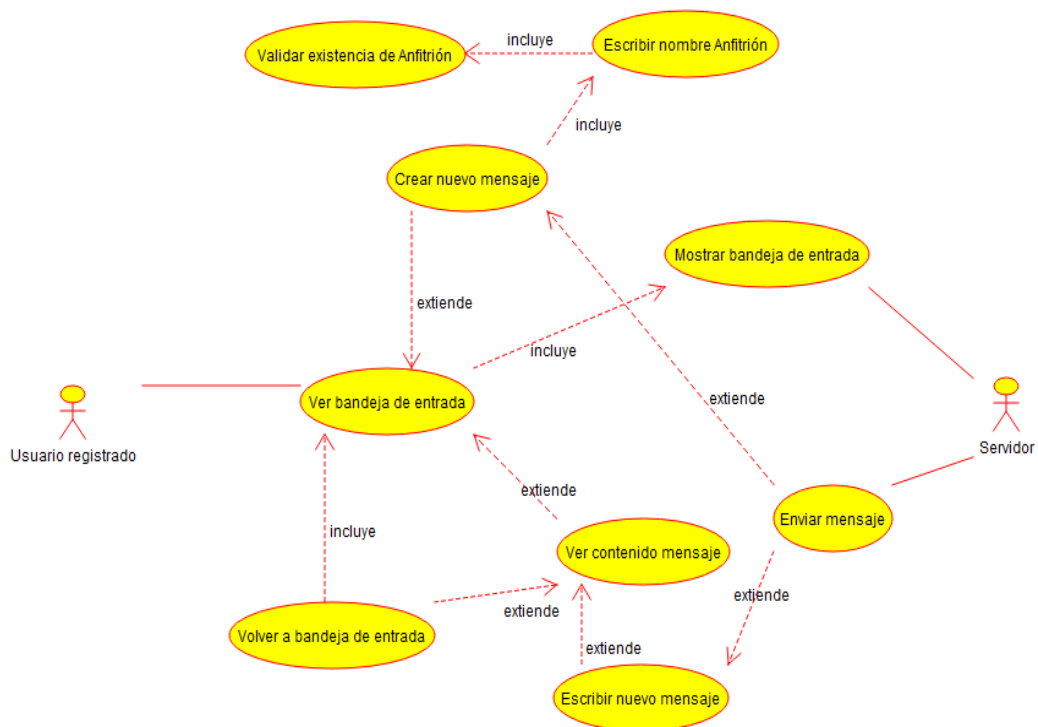 Validar existencia de Anfitrión
incluye
Escribir nombre Anfitrión
incluye
Crear nuevo mensaje
Mostrar bandeja de entrada
extiende
incluye
extiende
Ver bandeja de entrada
Usuario registrado
Servidor
extiende
Enviar mensaje
incluye
Ver contenido mensaje
extiende
extiende
Volver a bandeja de entrada
extiende
Escribir nuevo mensaje